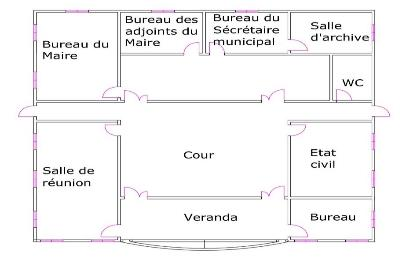 Bureau du
Maire
Bureau des
adjoints du
Maire
Bureau du
Sécrétaire
municipal
Salle
d'archive
WC
Cour
Salle de
réunion
Etat
civil
Veranda
Bureau